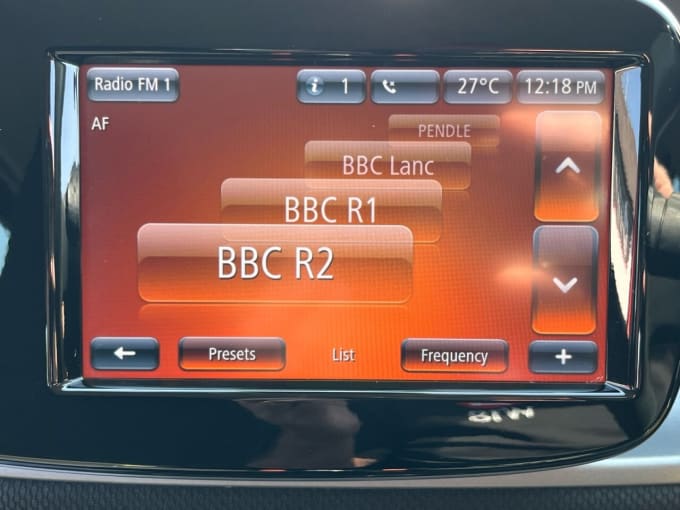 Radio FM 1
1
27°C
12:18 PM
AF
PENDLE
BBC Lanc
BBC R1
BBC R2
Presets
List
Frequency